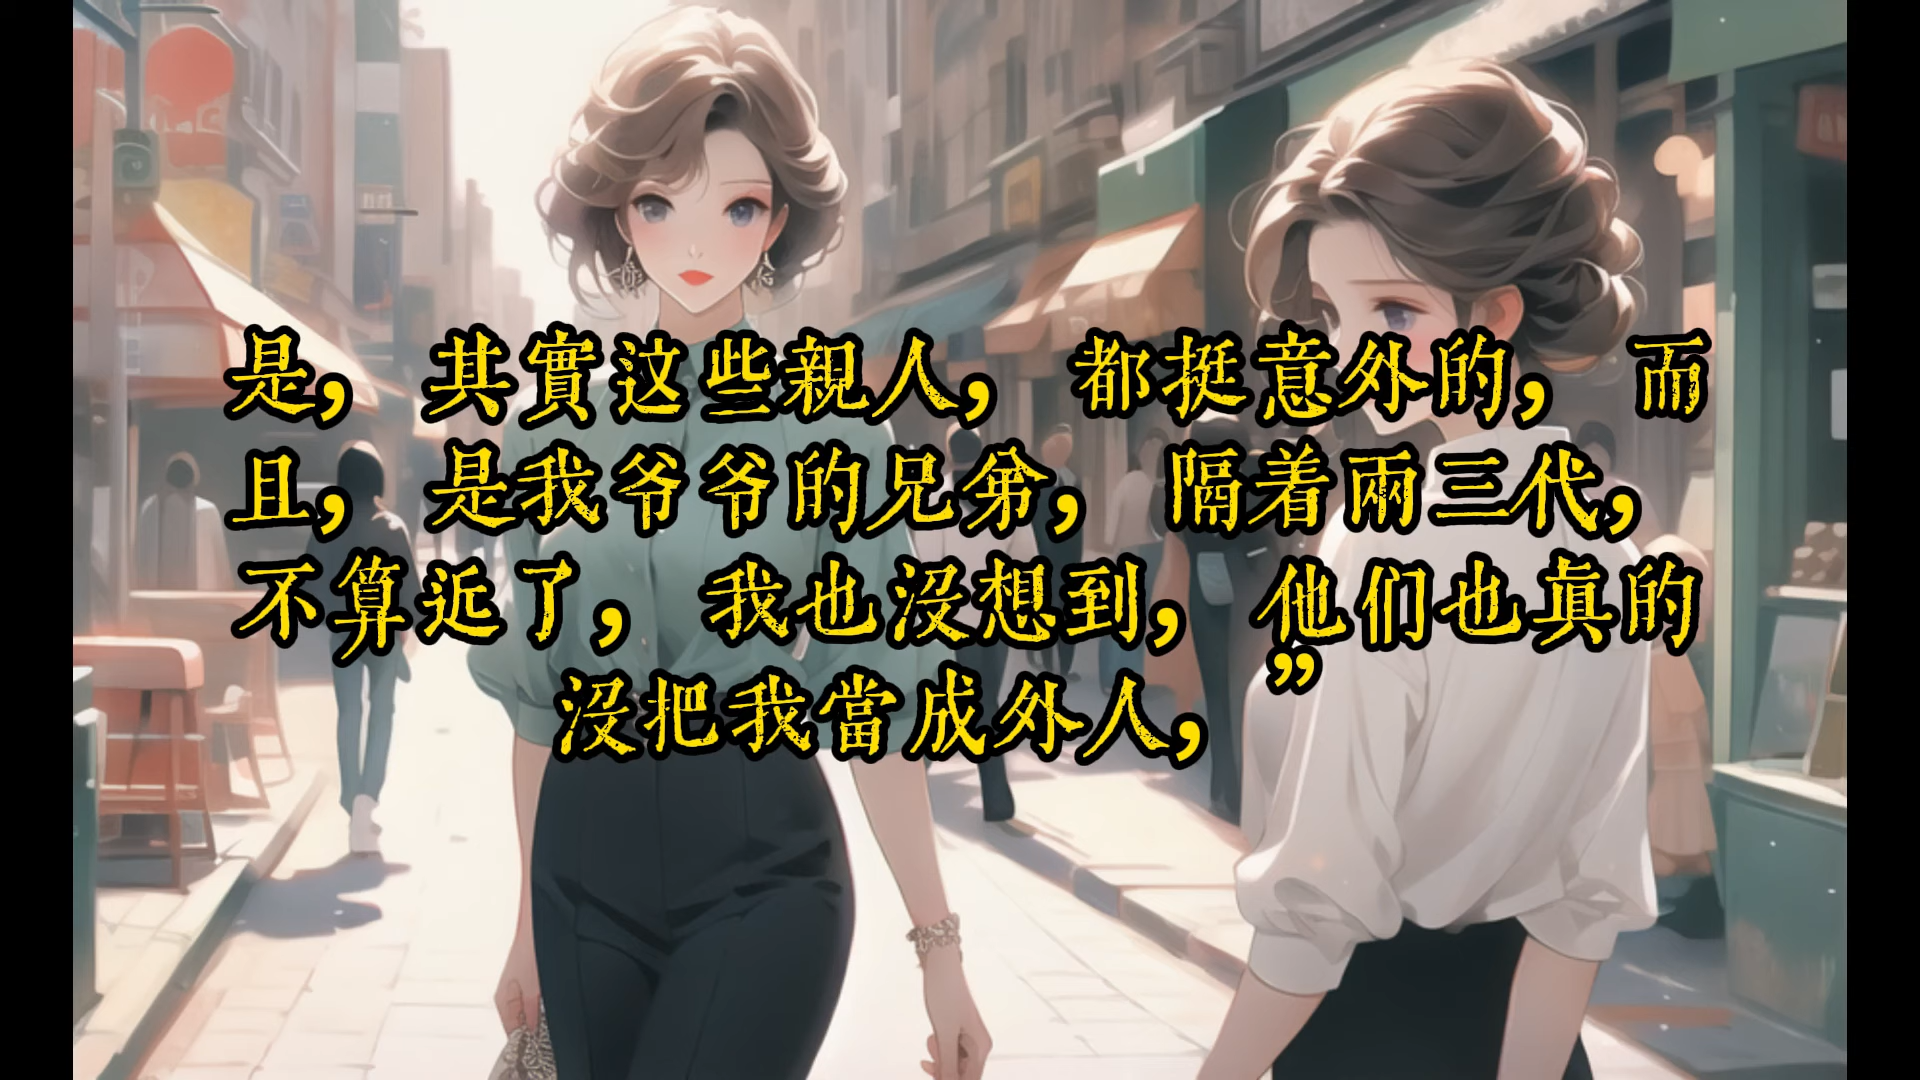 是，其實这些親人，都挺意外的，而
且，是我爷爷的兄弟，隔着兩三代，
不算近了，我也沒想到，他们也真的
沒把我當成外人，”